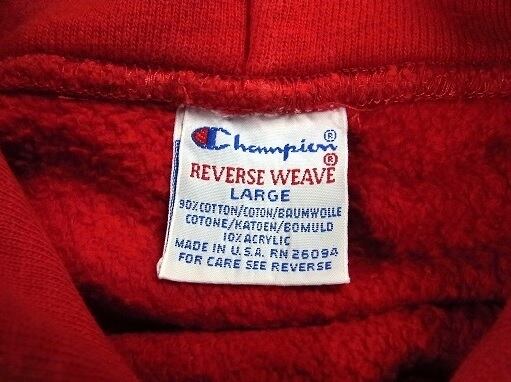 Champion®
REVERSE WEAVE®
LARGE
90% COTTON/COTON/BAUMWOLLE
COTONE/KATOEN/BOMULD
10% ACRYLIC
MADE IN U.S.A. RN 26094
FOR CARE SEE REVERSE